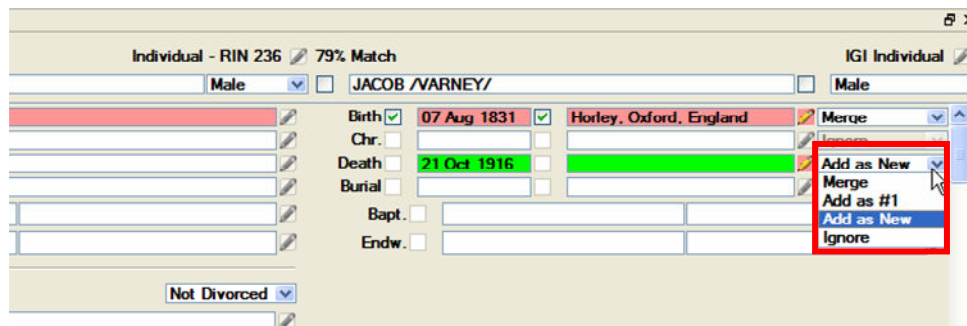 Individual - RIN 236 79% Match IGI Individual
Male JACOB /VARNEY/ Male
Birth 07 Aug 1831 Horley, Oxford, England Merge
Chr. Ignore
Death 21 Oct 1916 Add as New
Burial Merge
Add as #1
Bapt. Add as New
Endw. Ignore
Not Divorced